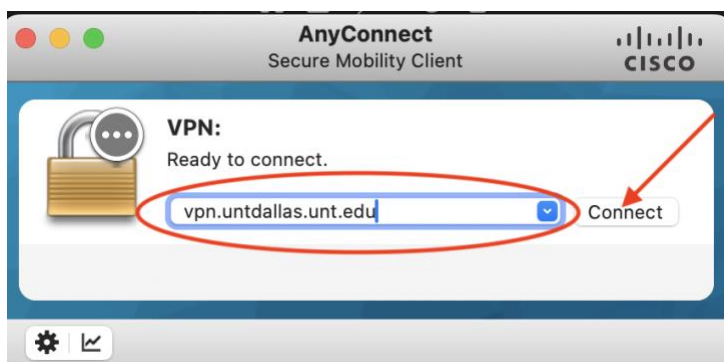 AnyConnect
Secure Mobility Client
CISCO
VPN:
Ready to connect.
vpn.untdallas.unt.edu
Connect